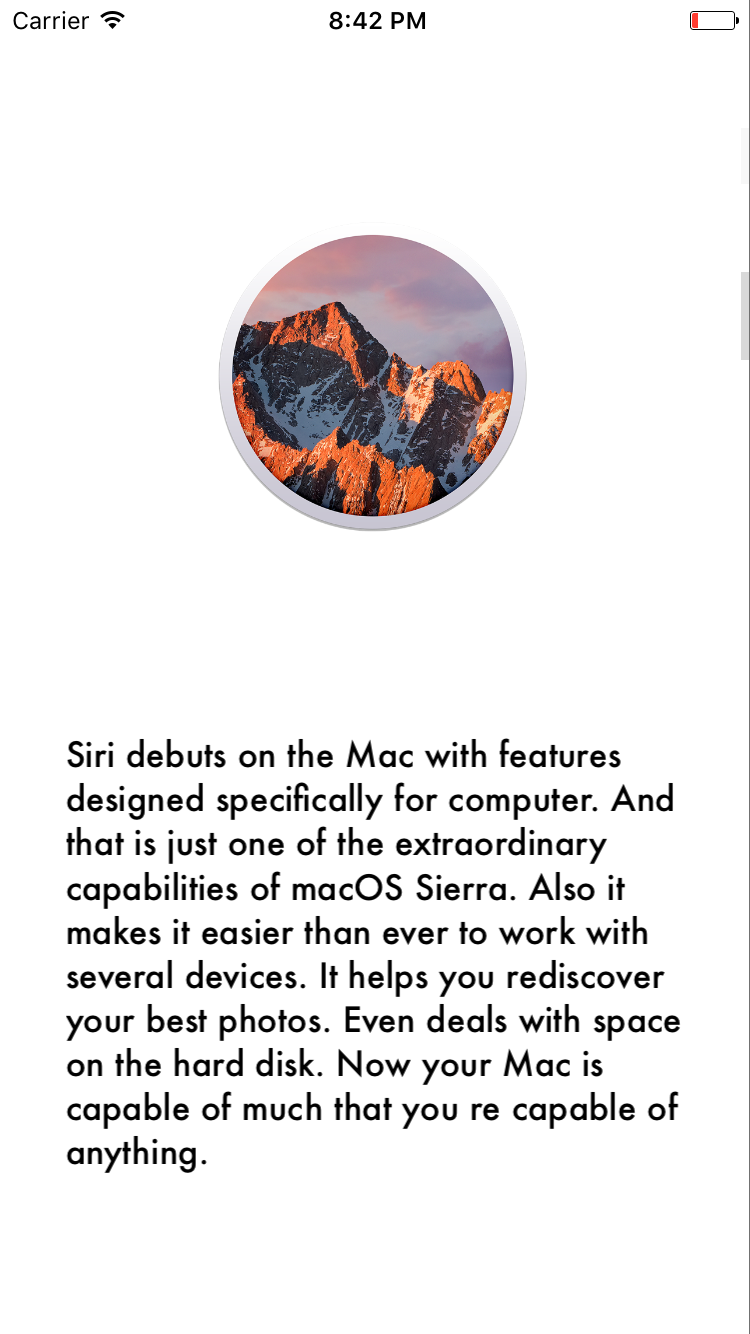 Carrier 8:42 PM
Siri debuts on the Mac with features
designed specifically for computer. And
that is just one of the extraordinary
capabilities of macOS Sierra. Also it
makes it easier than ever to work with
several devices. It helps you rediscover
your best photos. Even deals with space
on the hard disk. Now your Mac is
capable of much that you re capable of
anything.